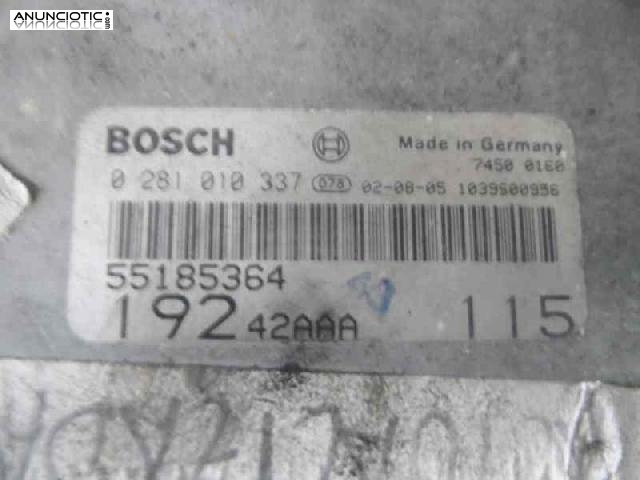 ANUNCIOTIC.COM
BOSCH
Made in Germany
7450 0160
0 281 010 337 078 02-08-05 1039S00956
55185364
192 42AAA 115